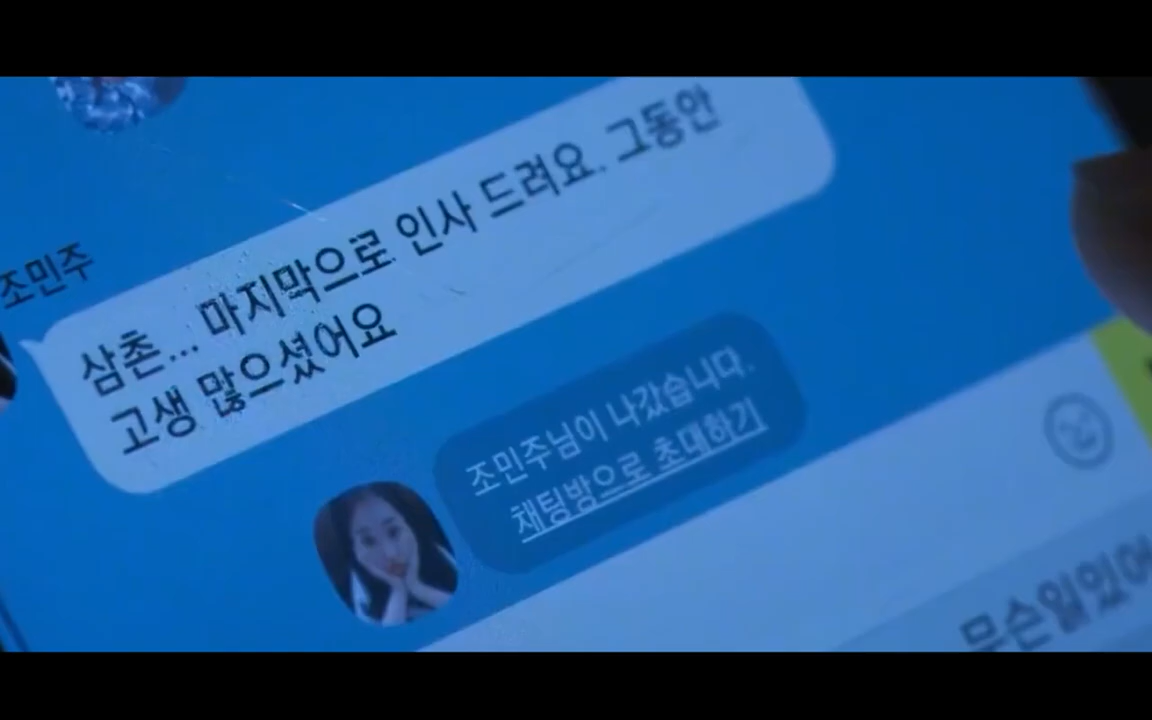 조민주
삼촌... 마지막으로 인사 드려요. 그동안
고생 많으셨어요
조민주님이 나갔습니다.
채팅방으로 초대하기
무슨일있어